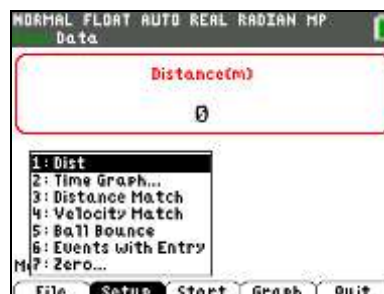 NORMAL FLOAT AUTO REAL RADIAN MP
Data
Distance(m)
0
1: Dist
2: Time Graph...
3: Distance Match
4: Velocity Match
5: Ball Bounce
6: Events with Entry
7: Zero...
File Setup Start Graph Quit